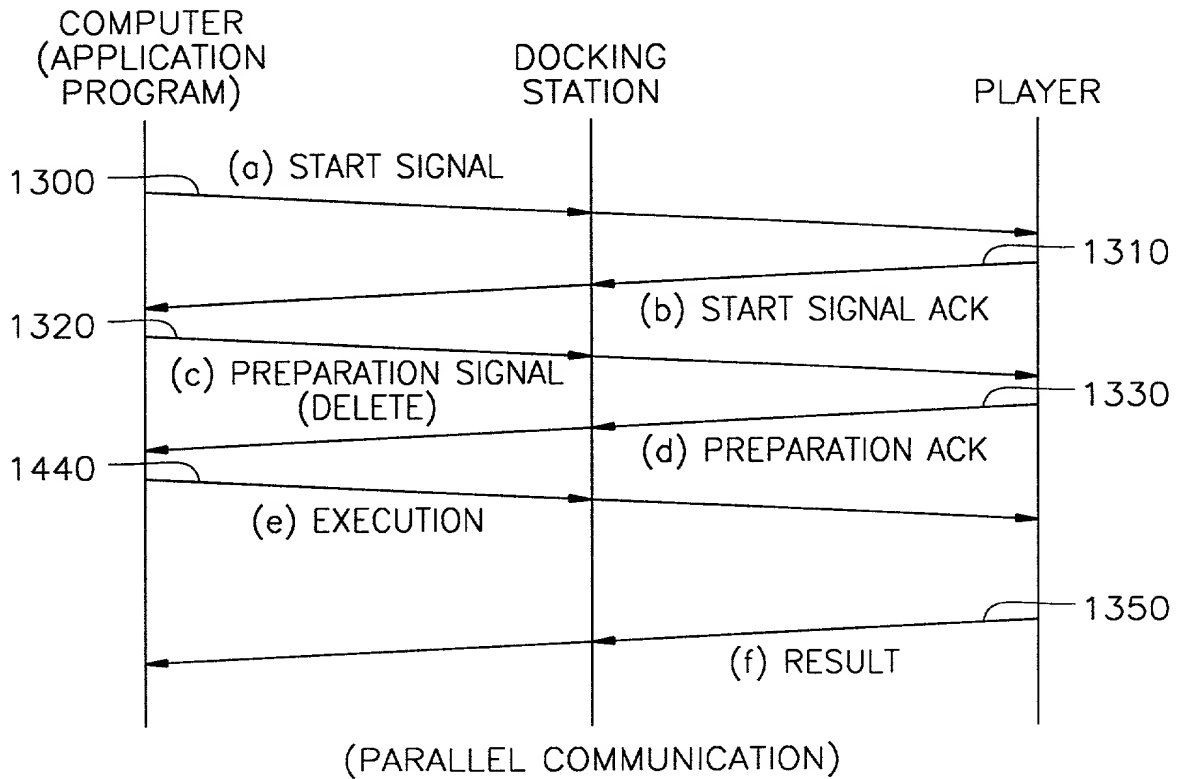 COMPUTER
(APPLICATION
PROGRAM)
DOCKING
STATION
PLAYER
1300
(a) START SIGNAL
1310
(b) START SIGNAL ACK
1320
(c) PREPARATION SIGNAL
(DELETE)
1330
(d) PREPARATION ACK
1440
(e) EXECUTION
1350
(f) RESULT
(PARALLEL COMMUNICATION)